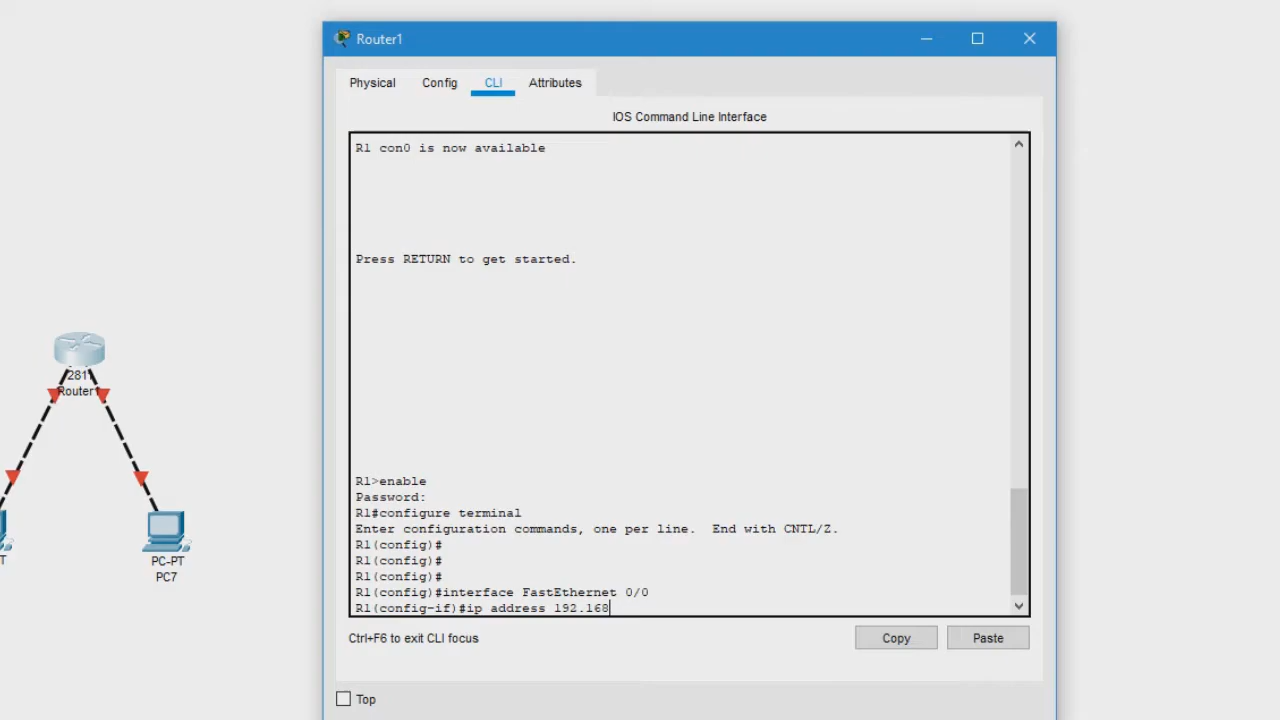 Router1
Physical Config CLI Attributes
IOS Command Line Interface
R1 con0 is now available
Press RETURN to get started.
R1>enable
Password:
R1#configure terminal
Enter configuration commands, one per line.  End with CNTL/Z.
R1(config)#
R1(config)#
R1(config)#
R1(config)#interface FastEthernet 0/0
R1(config-if)#ip address 192.168
Ctrl+F6 to exit CLI focus
Copy
Paste
Top
Router1
T
PC-PT
PC7